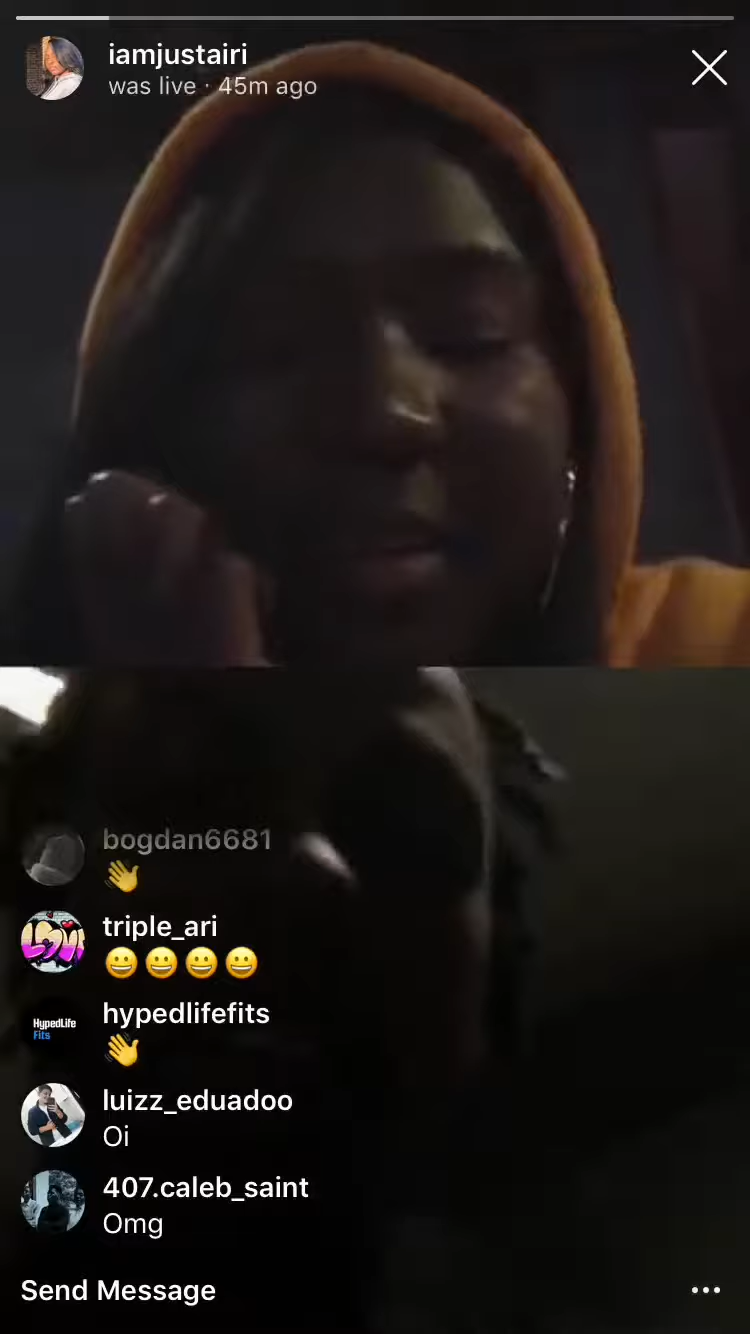 iamjustairi
was live · 45m ago
bogdan6681
👋
triple_ari
😀😀😀😀
HypedLife
Fits
hypedlifefits
👋
luizz_eduadoo
Oi
407.caleb_saint
Omg
Send Message